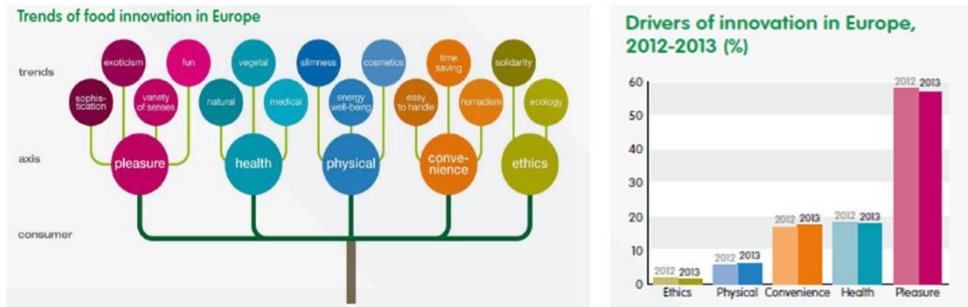 Trends of food innovation in Europe
trends
exoticism
fun
vegetal
slimness
cosmetics
time
saving
solidarity
sophis-
tication
variety
of senses
natural
medical
energy
well-being
easy
to handle
nomadism
ecology
axis
pleasure
health
physical
conve-
nience
ethics
consumer
Drivers of innovation in Europe,
2012-2013 (%)
60
50
40
30
20
10
0
2012 2013
2012 2013
2012 2013
2012 2013
2012 2013
Ethics Physical Convenience Health Pleasure